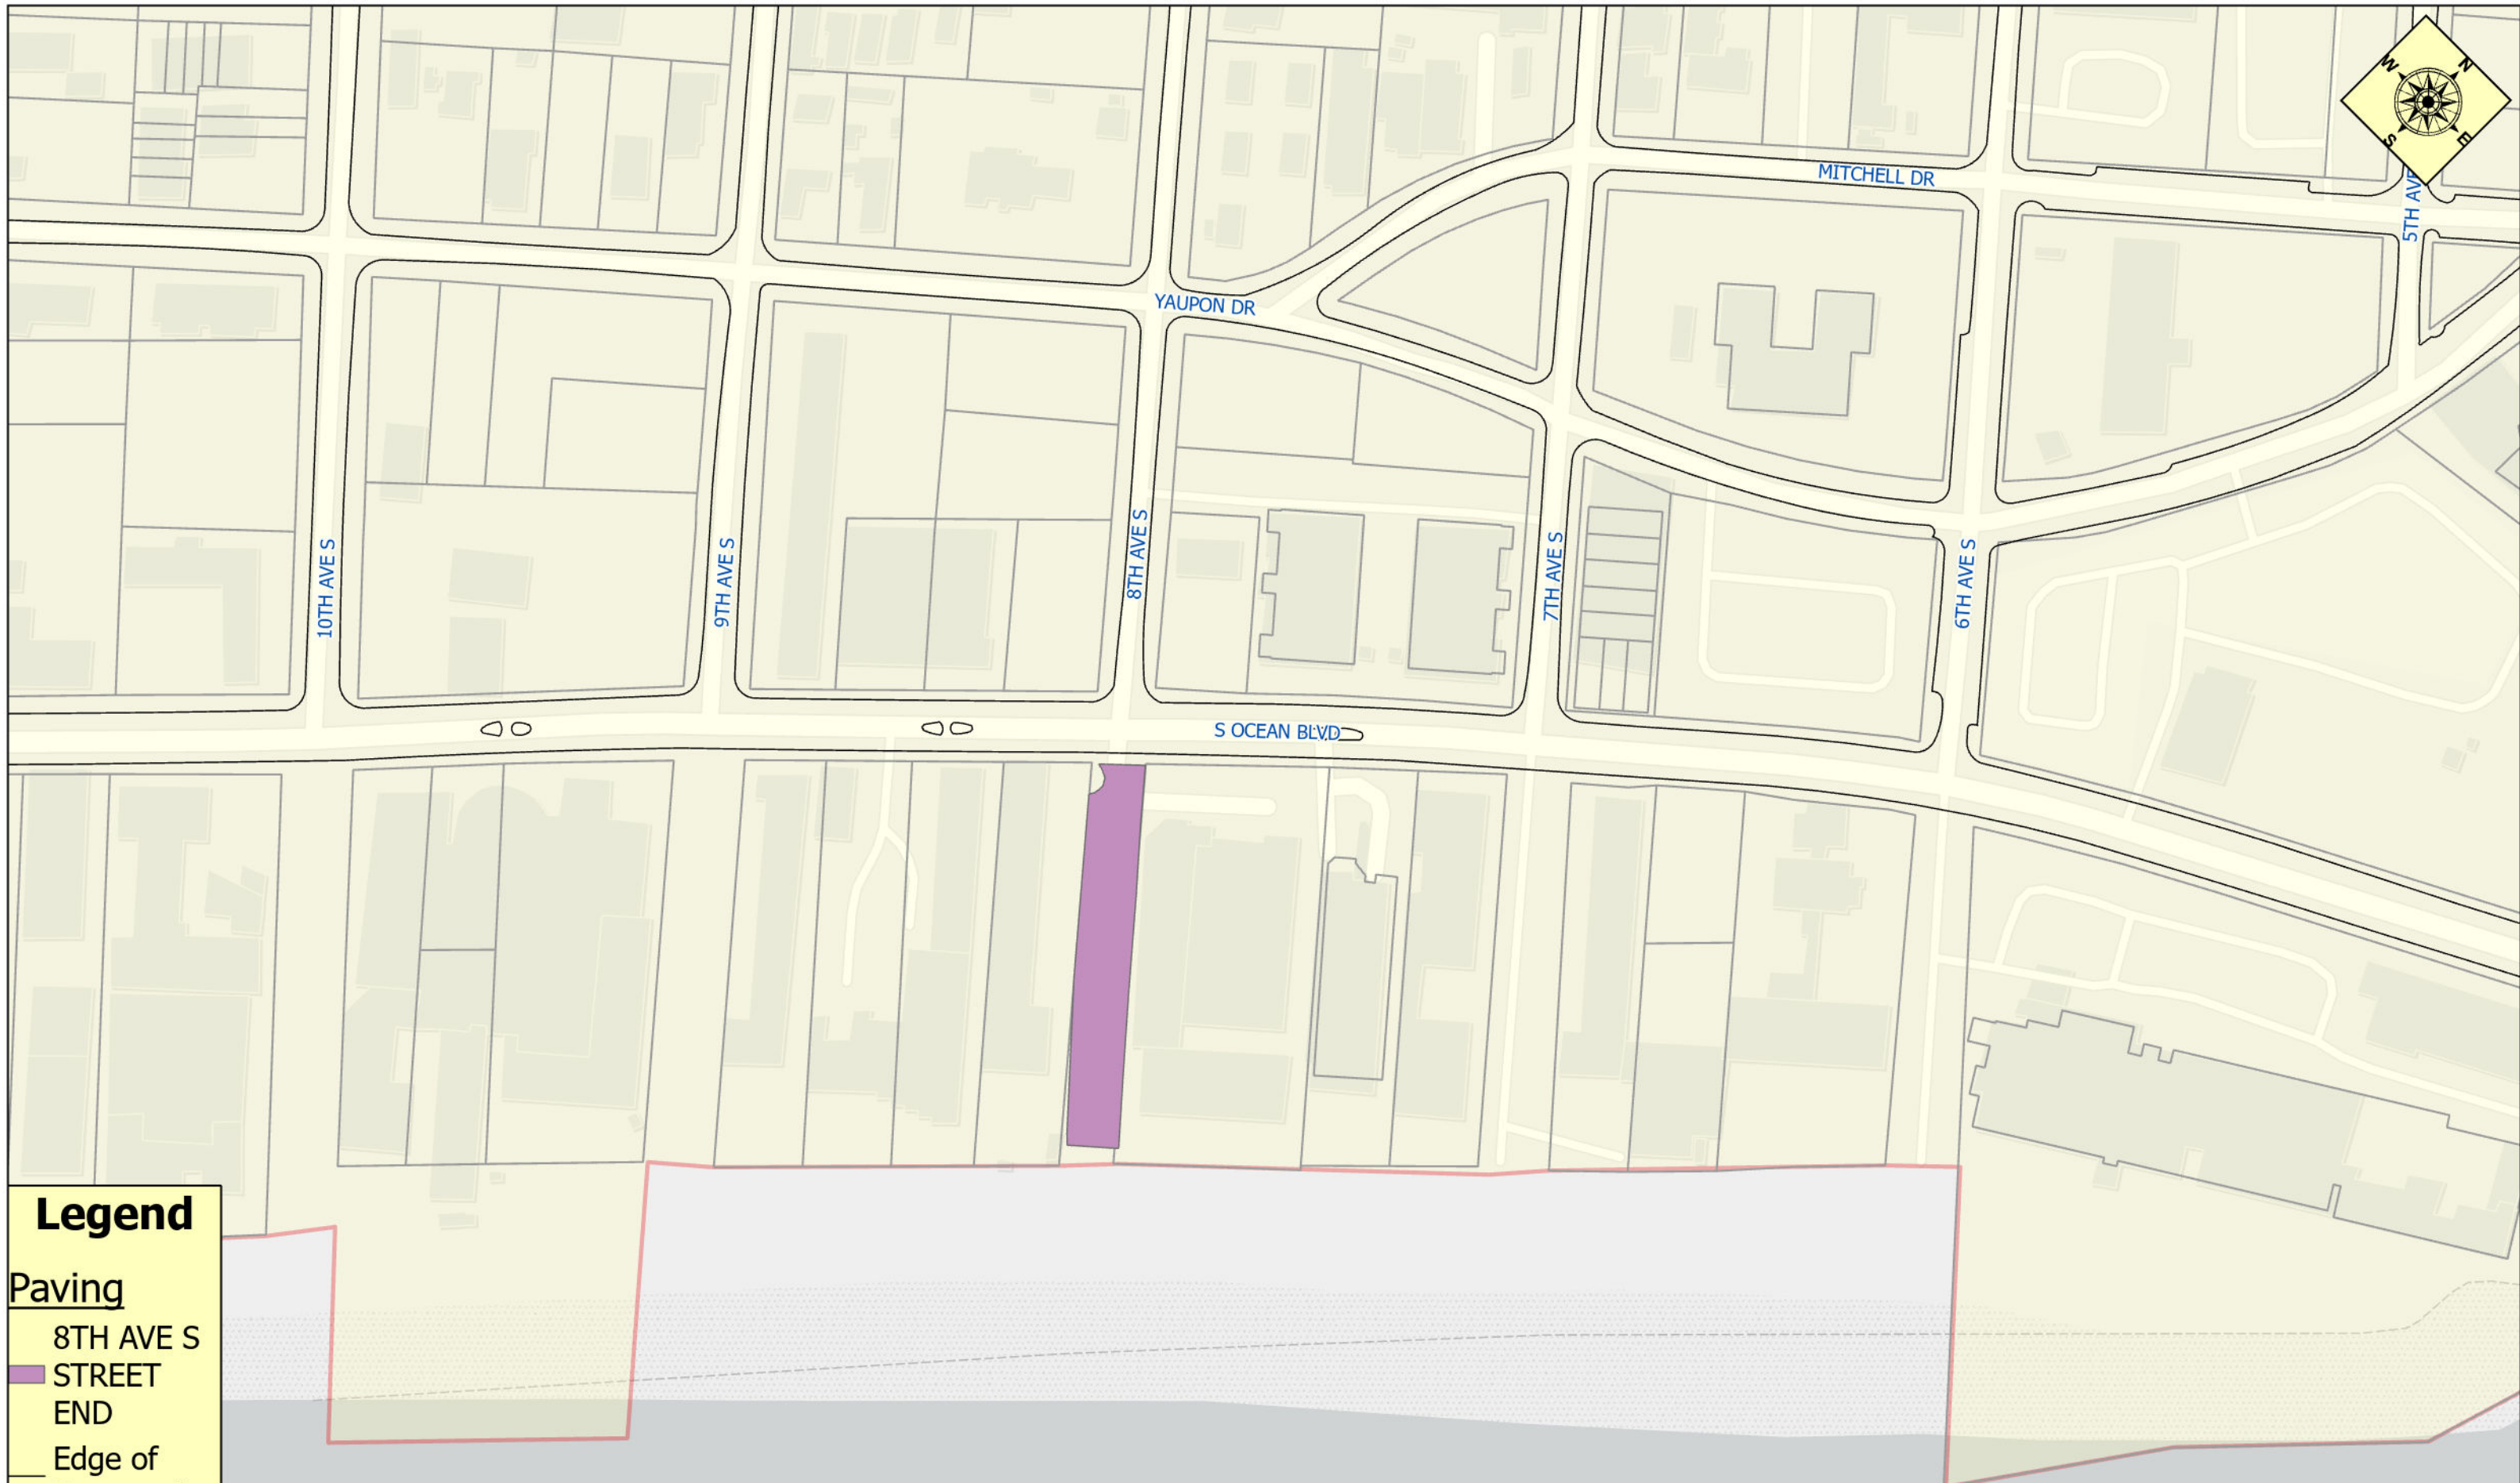 W
N
S
E
MITCHELL DR
5TH AVE
YAUPON DR
10TH AVE S
9TH AVE S
8TH AVE S
7TH AVE S
6TH AVE S
S OCEAN BLVD
Legend
Paving
8TH AVE S
STREET
END
Edge of